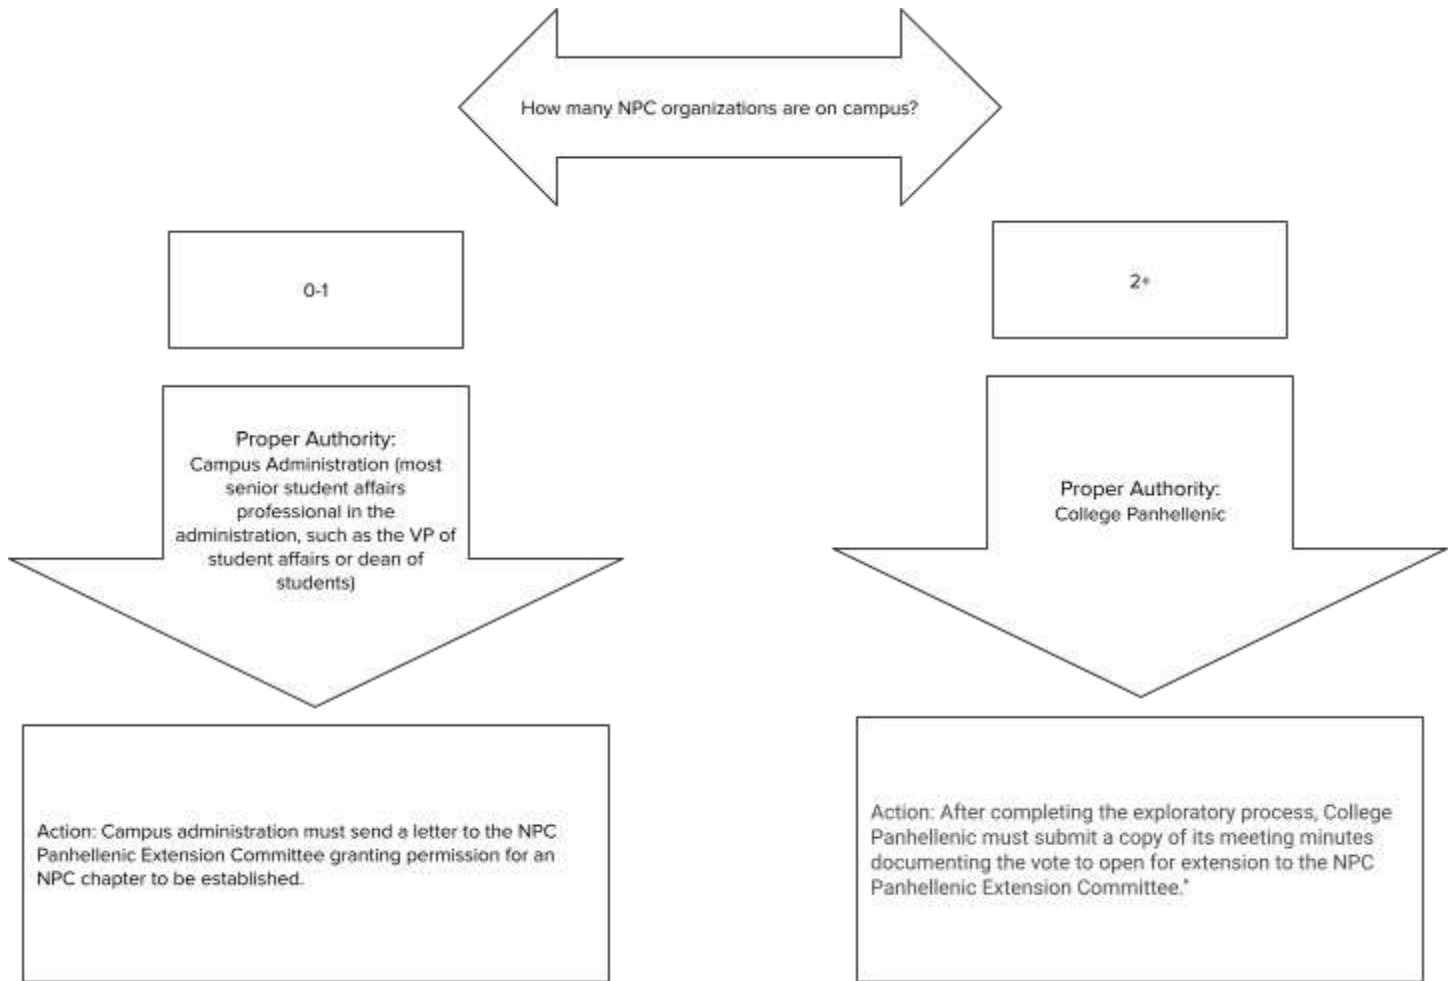 How many NPC organizations are on campus?
0-1
2+
Proper Authority:
Campus Administration (most
senior student affairs
professional in the
administration, such as the VP of
student affairs or dean of
students)
Proper Authority:
College Panhellenic
Action: Campus administration must send a letter to the NPC
Panhellenic Extension Committee granting permission for an
NPC chapter to be established.
Action: After completing the exploratory process, College
Panhellenic must submit a copy of its meeting minutes
documenting the vote to open for extension to the NPC
Panhellenic Extension Committee.*